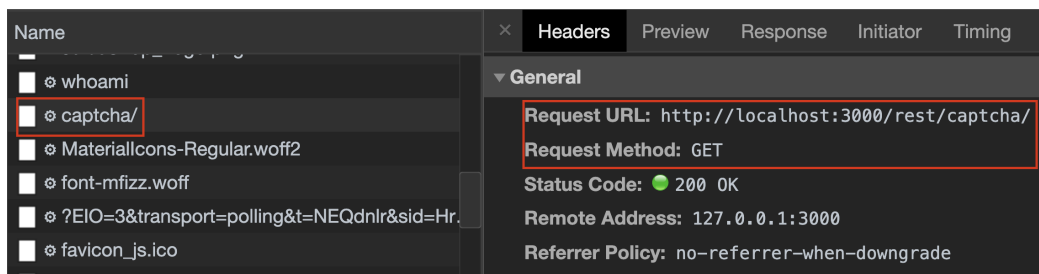 Name
whoami
captcha/
MaterialIcons-Regular.woff2
font-mfizz.woff
?EIO=3&transport=polling&t=NEQdnlr&sid=Hr.
favicon_js.ico
× Headers Preview Response Initiator Timing
▼ General
Request URL: http://localhost:3000/rest/captcha/
Request Method: GET
Status Code: 200 OK
Remote Address: 127.0.0.1:3000
Referrer Policy: no-referrer-when-downgrade